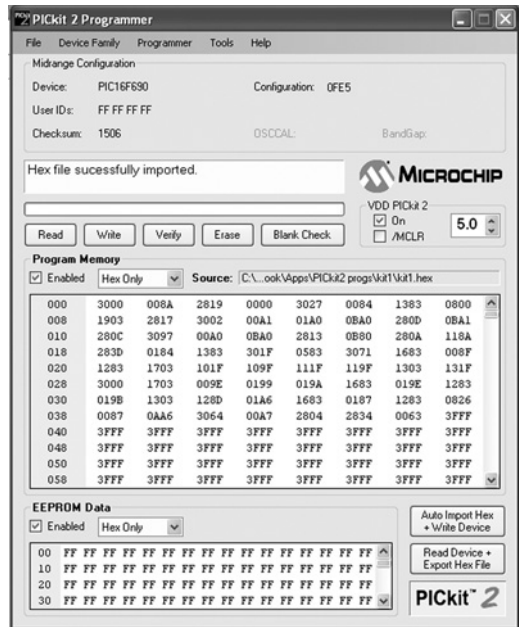 PICkit 2 Programmer
File Device Family Programmer Tools Help
Midrange Configuration
Device: PIC16F690 Configuration: 0FE5
User IDs: FF FF FF FF
Checksum: 1506 OSCCAL: BandGap:
Hex file sucessfully imported.
MICROCHIP
VDD PICkit 2
On
/MCLR
5.0
Read Write Verify Erase Blank Check
Program Memory
Enabled Hex Only Source: C:\...ook\Apps\PICkit2 progs\kit1\kit1.hex
000 3000 008A 2819 0000 3027 0084 1383 0800
008 1903 2817 3002 00A1 01A0 0BA0 280D 0BA1
010 280C 3097 00A0 0BA0 2813 0B80 280A 118A
018 283D 0184 1383 301F 0583 3071 1683 008F
020 1283 1703 101F 109F 111F 119F 1303 131F
028 3000 1703 009E 0199 019A 1683 019E 1283
030 019B 1303 128D 01A6 1683 0187 1283 0826
038 0087 0AA6 3064 00A7 2804 2834 0063 3FFF
040 3FFF 3FFF 3FFF 3FFF 3FFF 3FFF 3FFF 3FFF
048 3FFF 3FFF 3FFF 3FFF 3FFF 3FFF 3FFF 3FFF
050 3FFF 3FFF 3FFF 3FFF 3FFF 3FFF 3FFF 3FFF
058 3FFF 3FFF 3FFF 3FFF 3FFF 3FFF 3FFF 3FFF
EEPROM Data
Enabled Hex Only
00 FF FF FF FF FF FF FF FF FF FF FF FF FF FF FF FF
10 FF FF FF FF FF FF FF FF FF FF FF FF FF FF FF FF
20 FF FF FF FF FF FF FF FF FF FF FF FF FF FF FF FF
30 FF FF FF FF FF FF FF FF FF FF FF FF FF FF FF FF
Auto Import Hex
+ Write Device
Read Device +
Export Hex File
PICkit™ 2